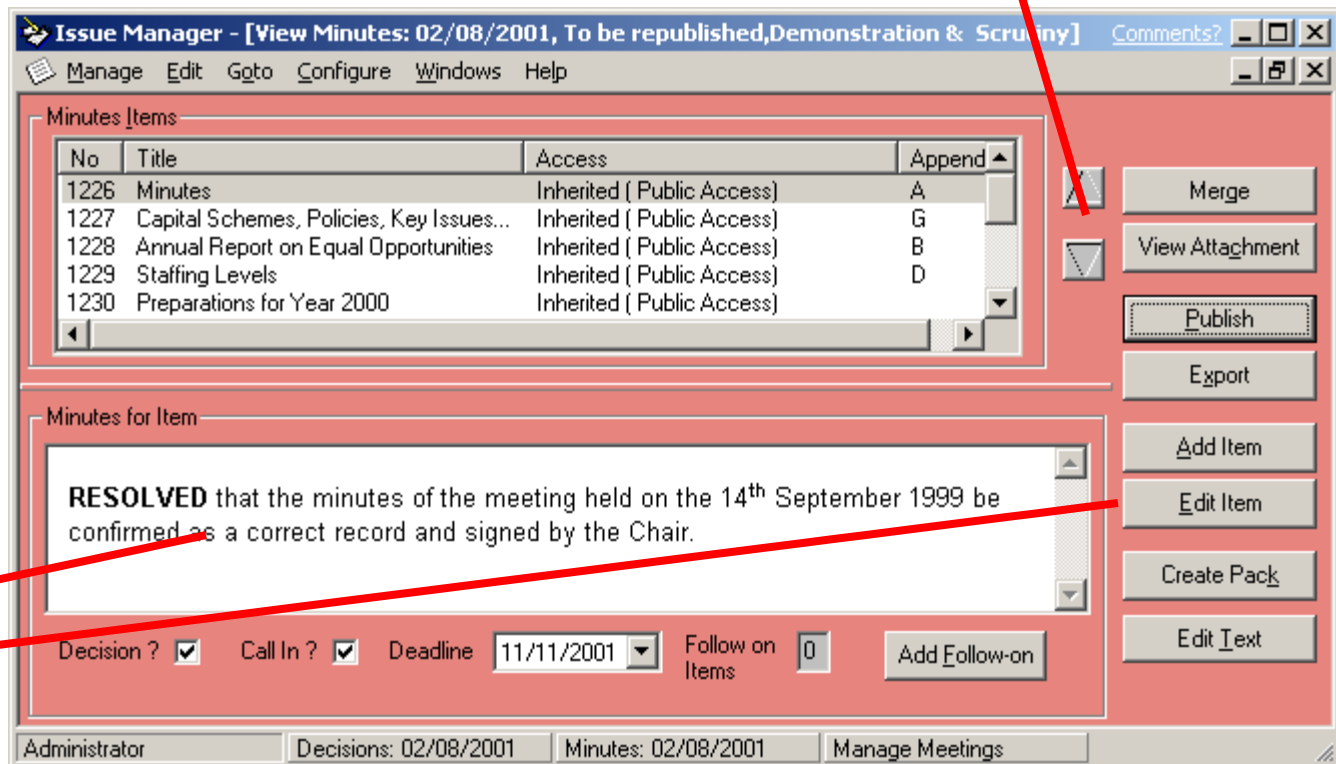 Issue Manager - [View Minutes: 02/08/2001, To be republished,Demonstration & Scrutiny] Comments?
Manage Edit Goto Configure Windows Help
Minutes Items
No Title Access Append
1226 Minutes Inherited ( Public Access) A
1227 Capital Schemes, Policies, Key Issues... Inherited ( Public Access) G
1228 Annual Report on Equal Opportunities Inherited ( Public Access) B
1229 Staffing Levels Inherited ( Public Access) D
1230 Preparations for Year 2000 Inherited ( Public Access)
Merge
View Attachment
Publish
Export
Minutes for Item
RESOLVED that the minutes of the meeting held on the 14th September 1999 be
confirmed as a correct record and signed by the Chair.
Add Item
Edit Item
Create Pack
Edit Text
Decision ? Call In ? Deadline 11/11/2001 Follow on 0 Add Follow-on
Items
Administrator Decisions: 02/08/2001 Minutes: 02/08/2001 Manage Meetings